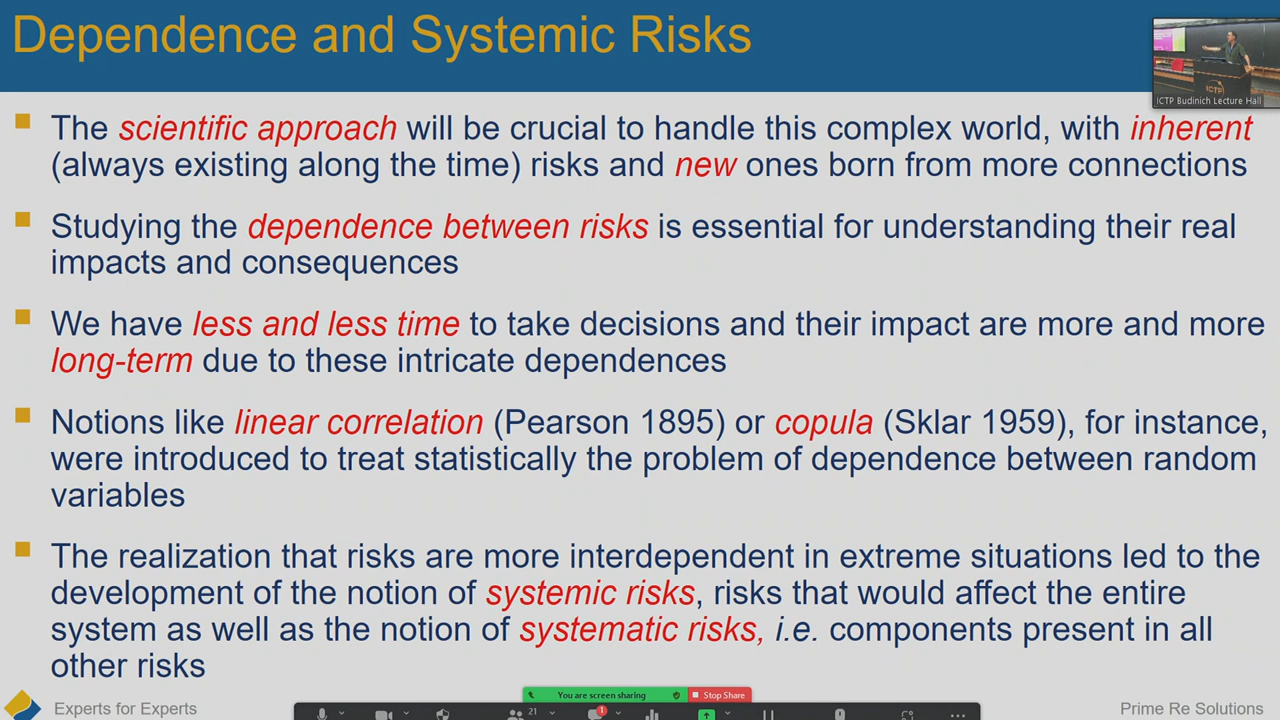 Dependence and Systemic Risks
ICTP Budinich Lecture Hall
The scientific approach will be crucial to handle this complex world, with inherent
(always existing along the time) risks and new ones born from more connections
Studying the dependence between risks is essential for understanding their real
impacts and consequences
We have less and less time to take decisions and their impact are more and more
long-term due to these intricate dependences
Notions like linear correlation (Pearson 1895) or copula (Sklar 1959), for instance,
were introduced to treat statistically the problem of dependence between random
variables
The realization that risks are more interdependent in extreme situations led to the
development of the notion of systemic risks, risks that would affect the entire
system as well as the notion of systematic risks, i.e. components present in all
other risks
You are screen sharing
Stop Share
Experts for Experts
21
1
Prime Re Solutions